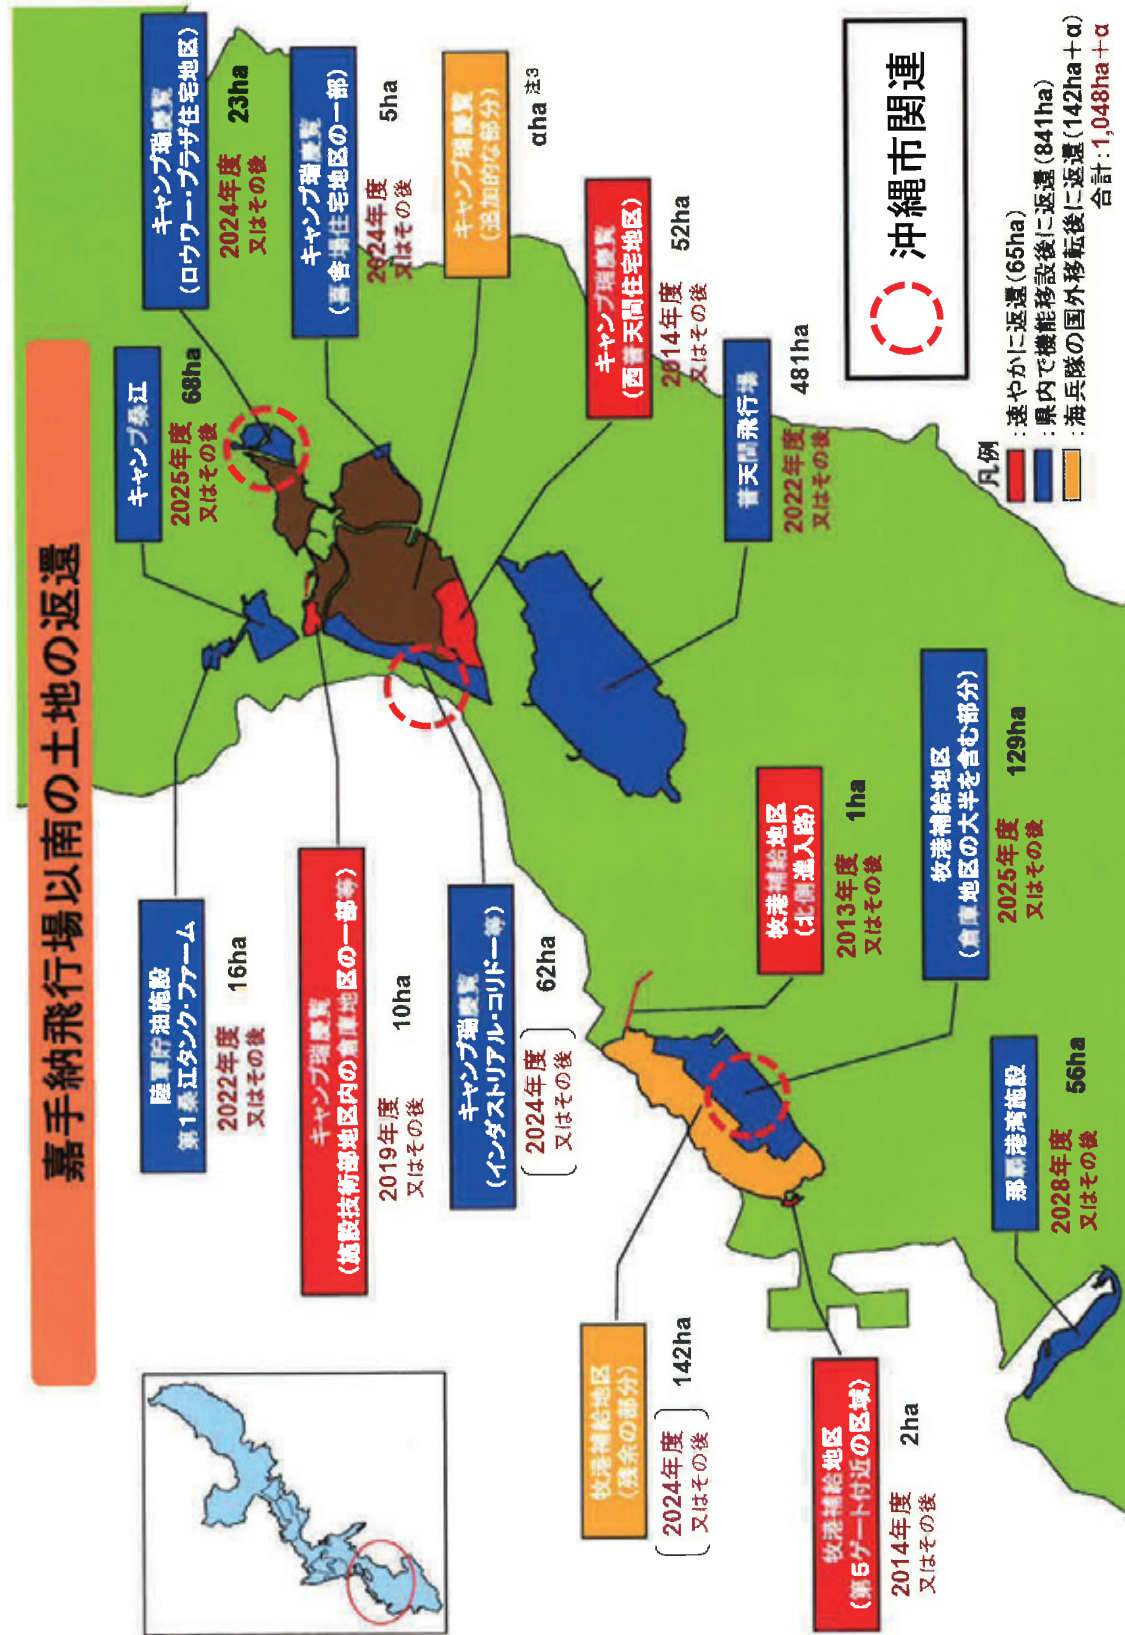 嘉手納飛行場以南の土地の返還
陸軍貯油施設
第1桑江タンク・ファーム
2022年度
又はその後
16ha
キャンプ桑江
2025年度
又はその後
68ha
キャンプ瑞慶覧
(ロウワー・プラザ住宅地区)
2024年度
又はその後
23ha
キャンプ瑞慶覧
(喜舎場住宅地区の一部)
2024年度
又はその後
5ha
キャンプ瑞慶覧
(追加的な部分)
αha 注3
キャンプ瑞慶覧
(施設技術部地区内の倉庫地区の一部等)
2019年度
又はその後
10ha
キャンプ瑞慶覧
(インダストリアル・コリドー等)
2024年度
又はその後
62ha
キャンプ瑞慶覧
(西普天間住宅地区)
2014年度
又はその後
52ha
普天間飛行場
2022年度
又はその後
481ha
牧港補給地区
(残余の部分)
2024年度
又はその後
142ha
牧港補給地区
(北側進入路)
2013年度
又はその後
1ha
牧港補給地区
(倉庫地区の大半を含む部分)
2025年度
又はその後
129ha
牧港補給地区
(第5ゲート付近の区域)
2014年度
又はその後
2ha
那覇港湾施設
2028年度
又はその後
56ha
沖縄市関連
凡例
:速やかに返還(65ha)
:県内で機能移設後に返還(841ha)
:海兵隊の国外移転後に返還(142ha+α)
合計:1,048ha+α